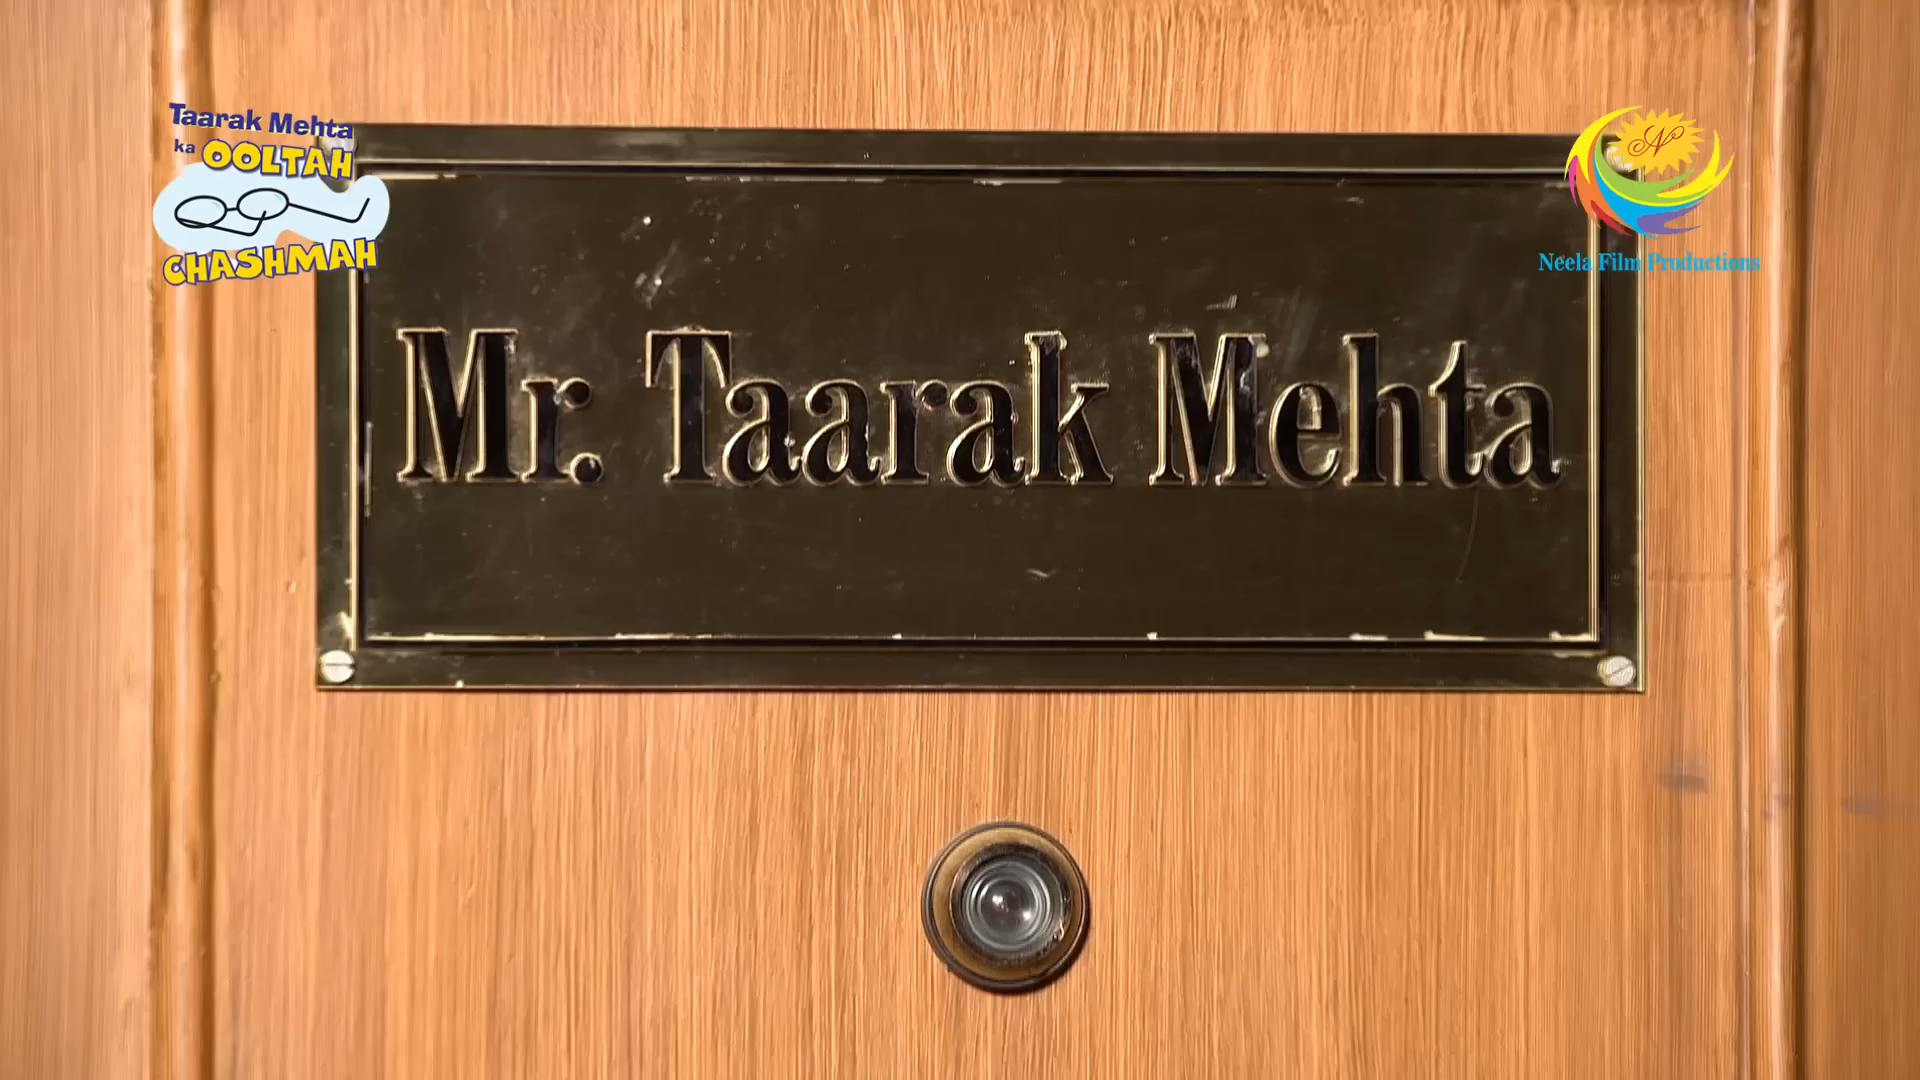 Taarak Mehta
ka OOLTAH
CHASHMAH
Neela Film Productions
Mr. Taarak Mehta